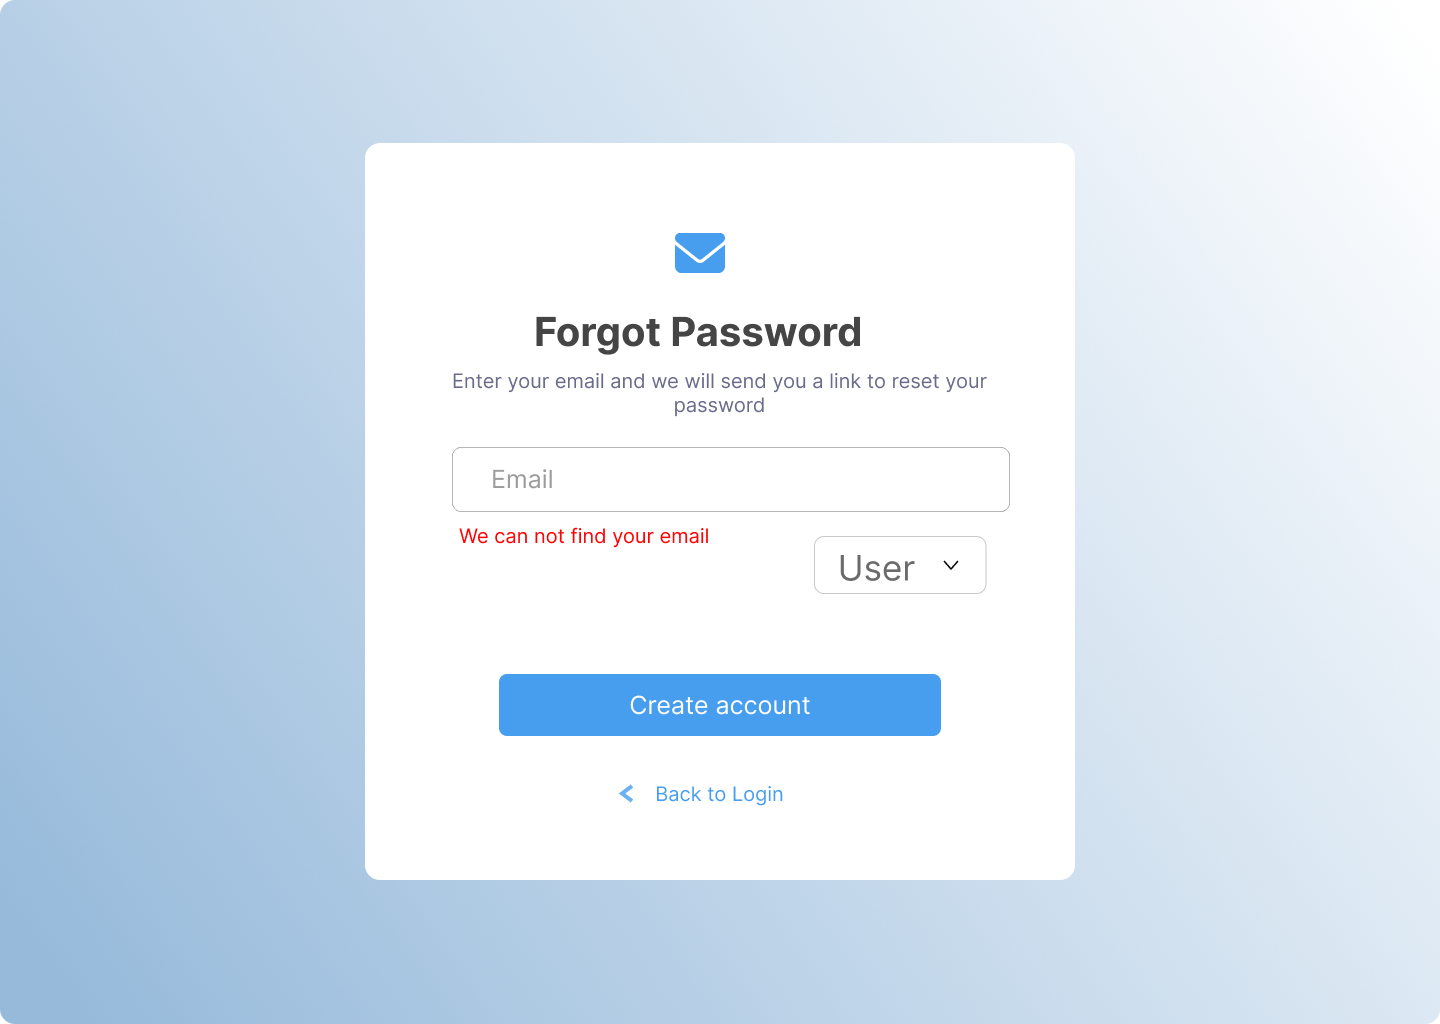 Forgot Password
Enter your email and we will send you a link to reset your
password
Email
We can not find your email
User
Create account
Back to Login